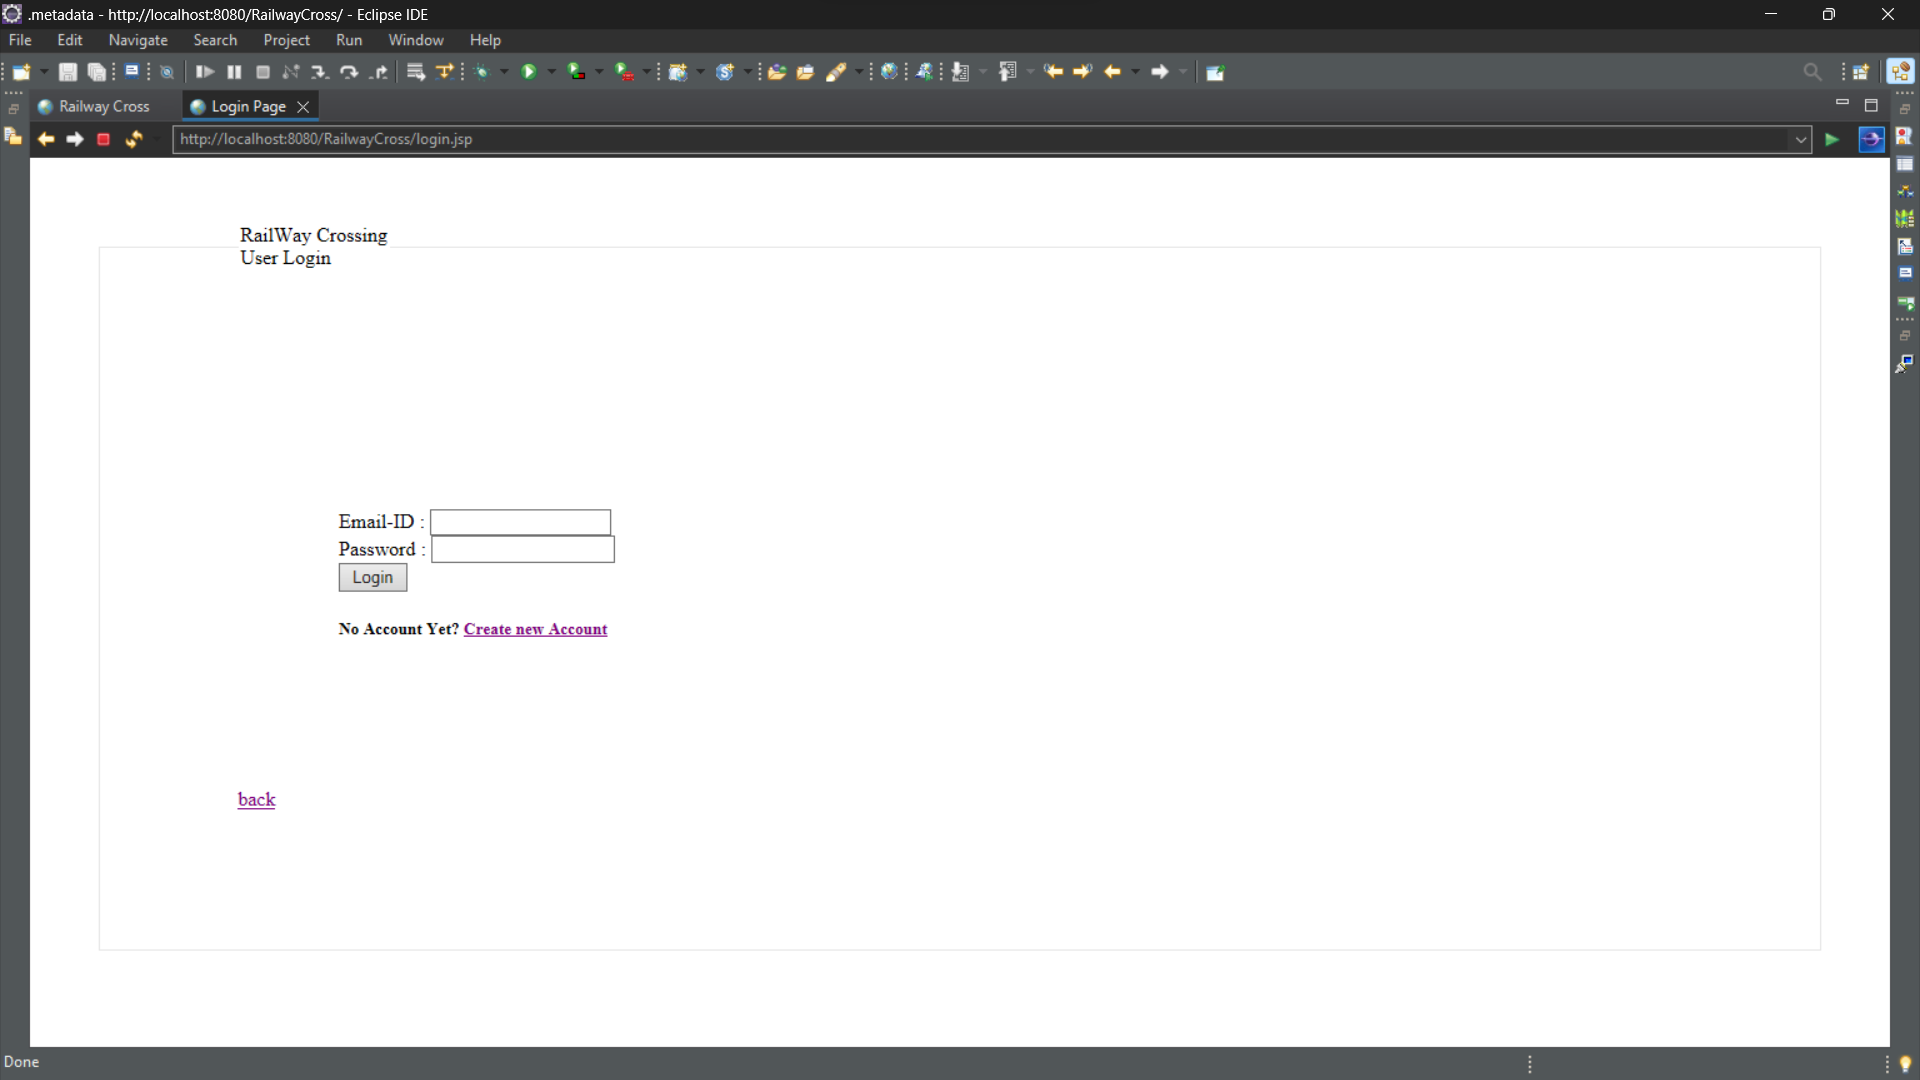 .metadata - http://localhost:8080/RailwayCross/ - Eclipse IDE
File Edit Navigate Search Project Run Window Help
Railway Cross Login Page
http://localhost:8080/RailwayCross/login.jsp
RailWay Crossing
User Login
Email-ID :
Password :
Login
No Account Yet? Create new Account
back
Done